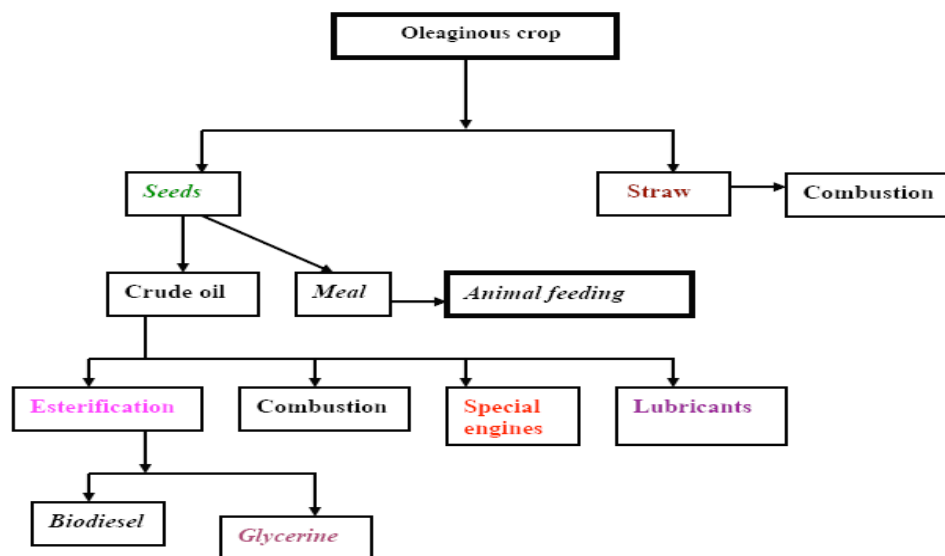 Oleaginous crop
Seeds
Straw
Combustion
Crude oil
Meal
Animal feeding
Esterification
Combustion
Special
engines
Lubricants
Biodiesel
Glycerine